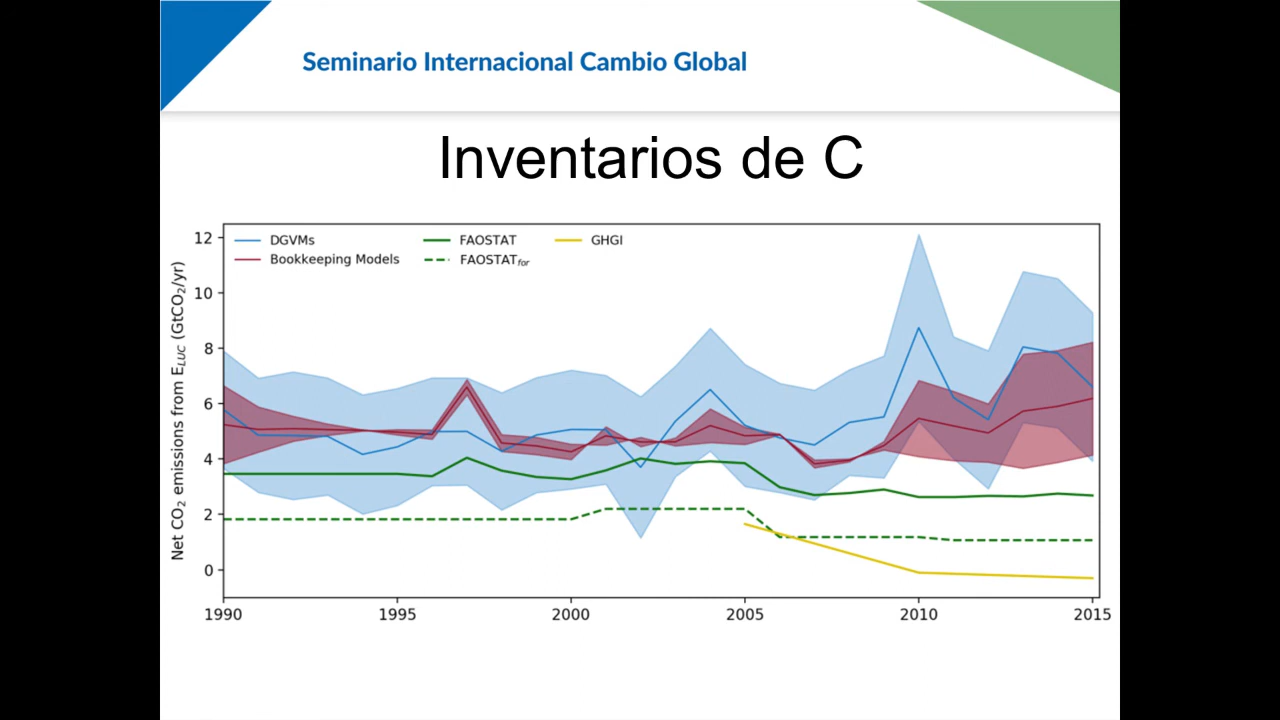 Seminario Internacional Cambio Global
Inventarios de C
DGVMs
Bookkeeping Models
FAOSTAT
FAOSTATfor
GHGI
Net CO₂ emissions from E_LUC (GtCO₂/yr)
12
10
8
6
4
2
0
1990 1995 2000 2005 2010 2015